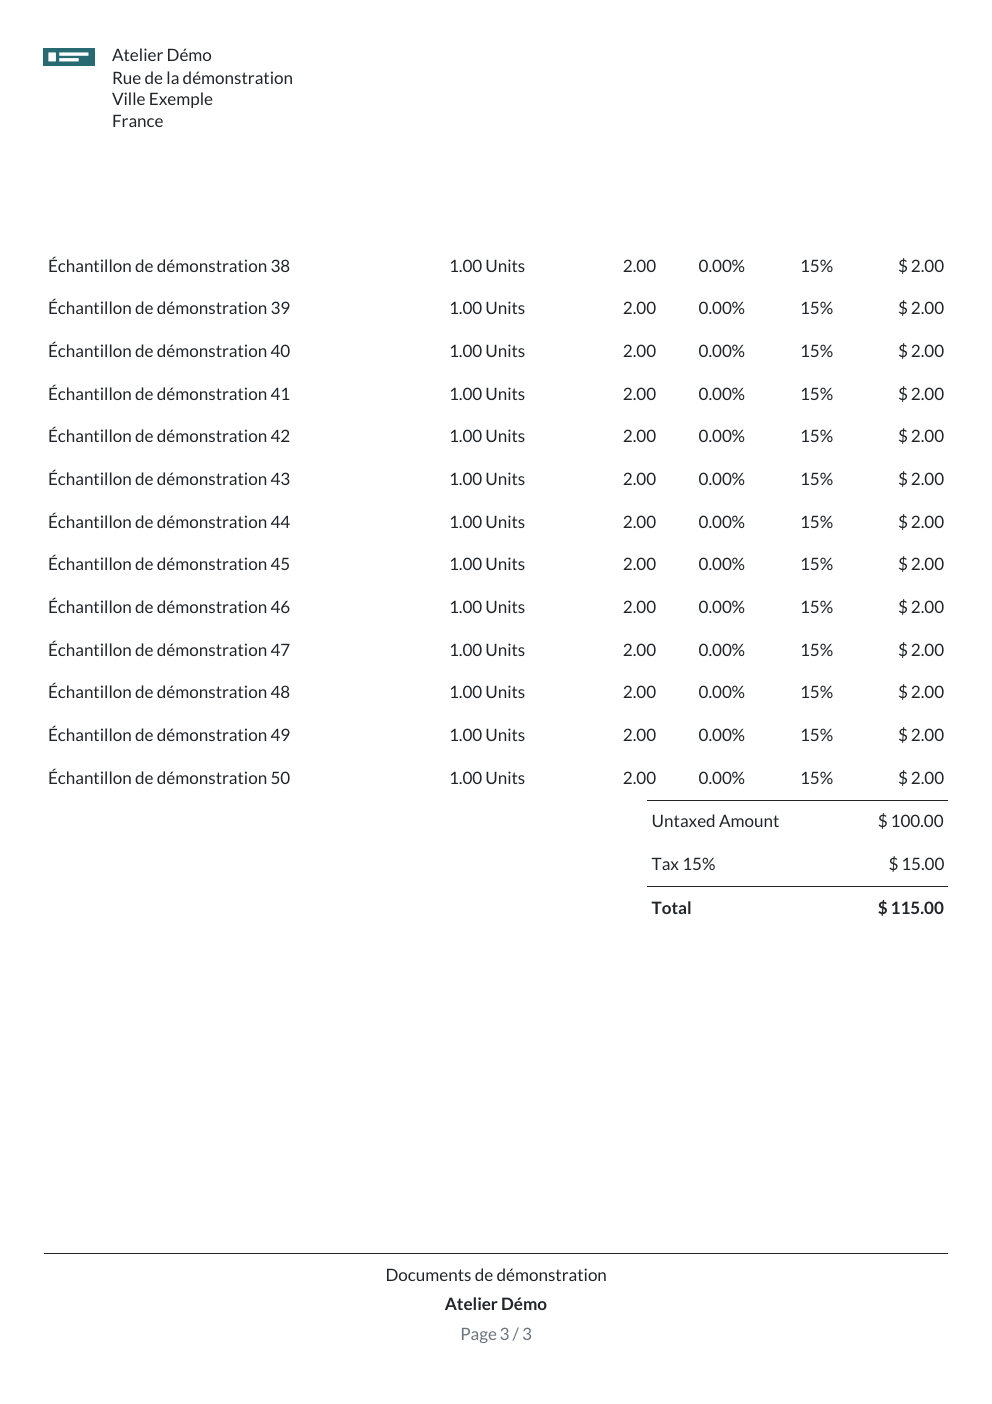 Atelier Démo
Rue de la démonstration
Ville Exemple
France
Échantillon de démonstration 38 1.00 Units 2.00 0.00% 15% $ 2.00
Échantillon de démonstration 39 1.00 Units 2.00 0.00% 15% $ 2.00
Échantillon de démonstration 40 1.00 Units 2.00 0.00% 15% $ 2.00
Échantillon de démonstration 41 1.00 Units 2.00 0.00% 15% $ 2.00
Échantillon de démonstration 42 1.00 Units 2.00 0.00% 15% $ 2.00
Échantillon de démonstration 43 1.00 Units 2.00 0.00% 15% $ 2.00
Échantillon de démonstration 44 1.00 Units 2.00 0.00% 15% $ 2.00
Échantillon de démonstration 45 1.00 Units 2.00 0.00% 15% $ 2.00
Échantillon de démonstration 46 1.00 Units 2.00 0.00% 15% $ 2.00
Échantillon de démonstration 47 1.00 Units 2.00 0.00% 15% $ 2.00
Échantillon de démonstration 48 1.00 Units 2.00 0.00% 15% $ 2.00
Échantillon de démonstration 49 1.00 Units 2.00 0.00% 15% $ 2.00
Échantillon de démonstration 50 1.00 Units 2.00 0.00% 15% $ 2.00
Untaxed Amount $ 100.00
Tax 15% $ 15.00
Total $ 115.00
Documents de démonstration
Atelier Démo
Page 3 / 3